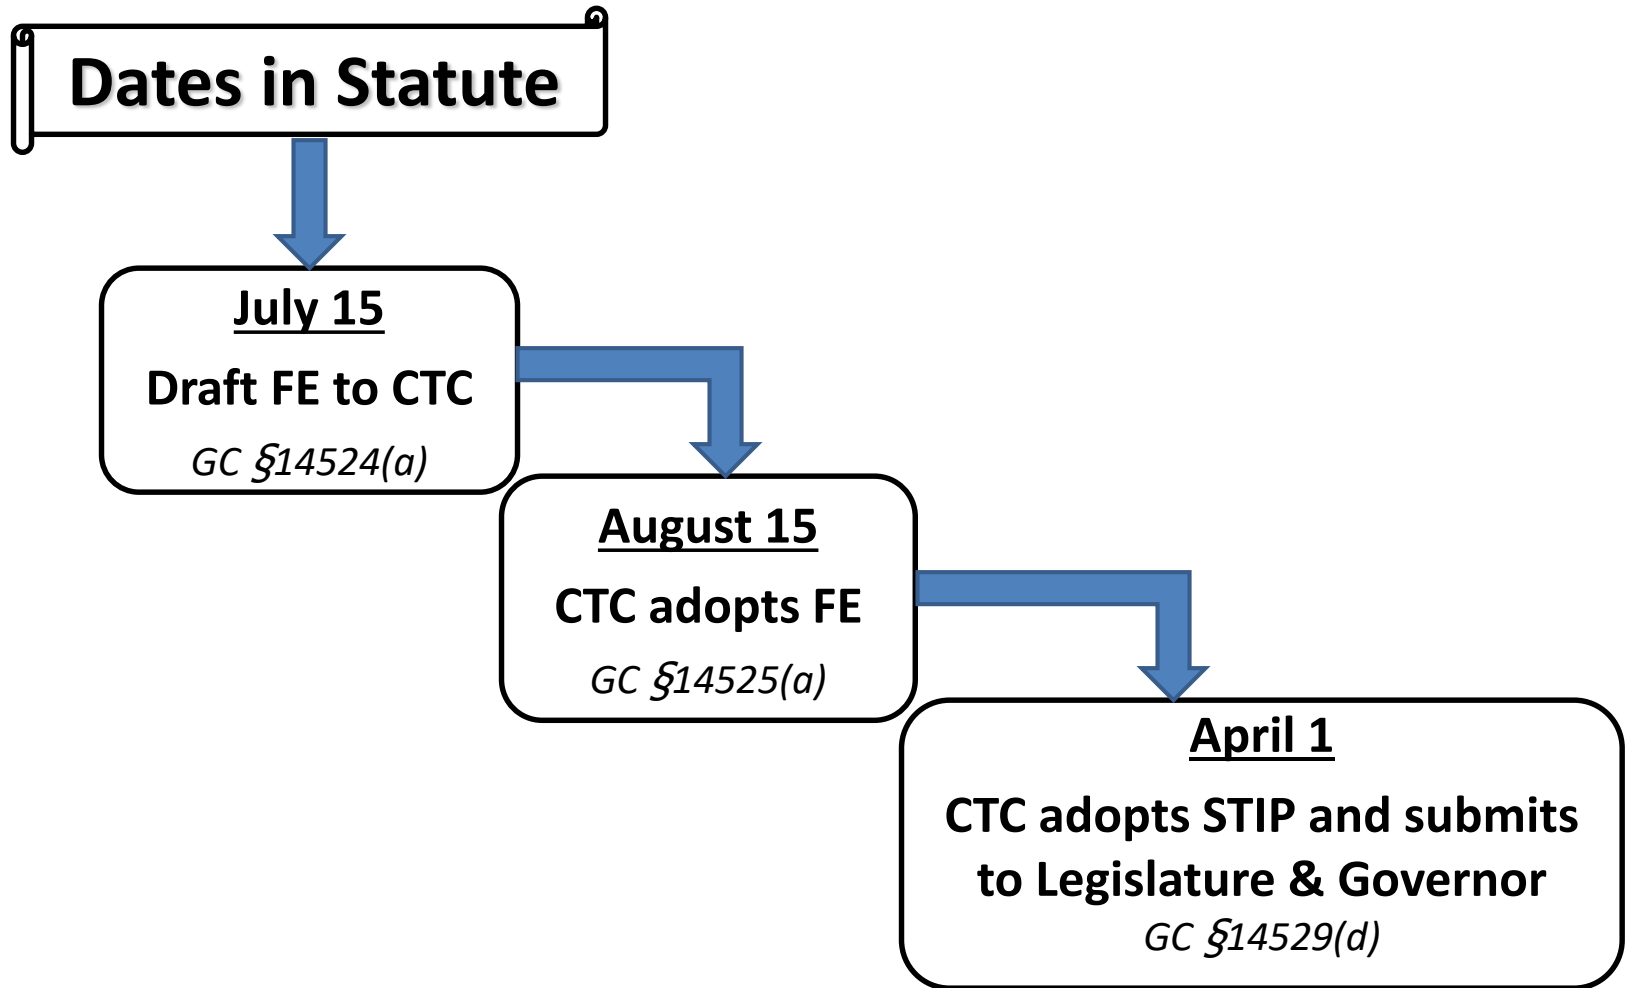 Dates in Statute
July 15
Draft FE to CTC
GC §14524(a)
August 15
CTC adopts FE
GC §14525(a)
April 1
CTC adopts STIP and submits
to Legislature & Governor
GC §14529(d)